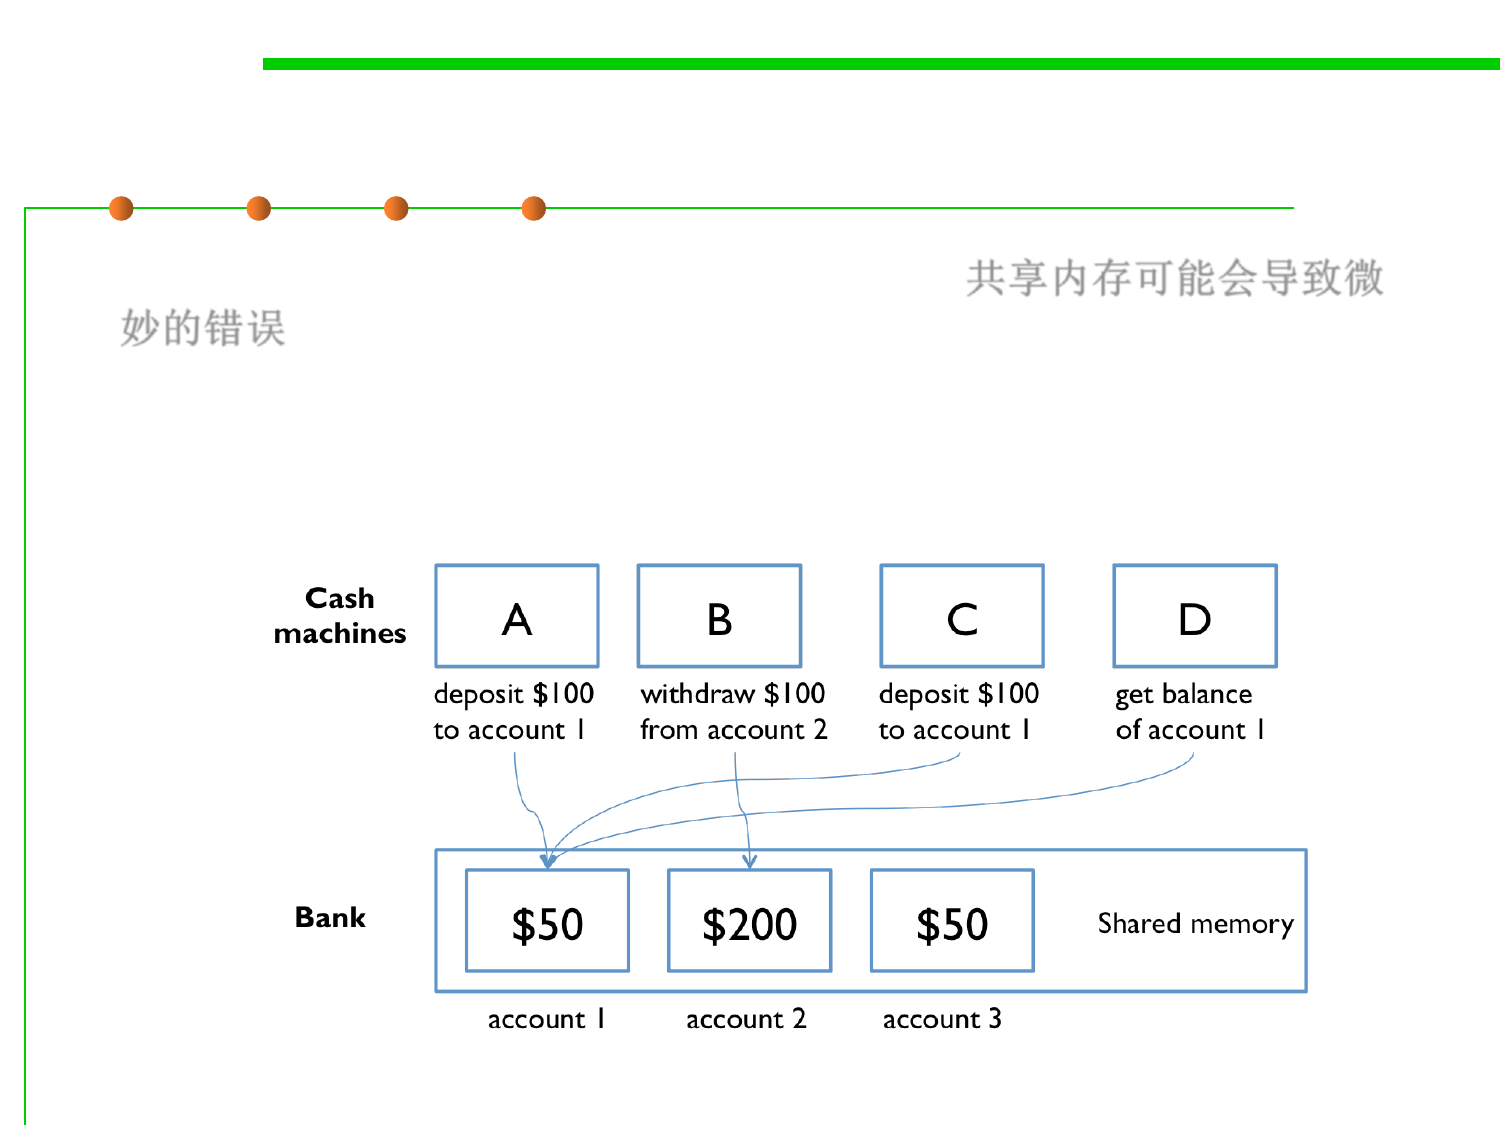 共享内存可能会导致微
妙的错误
Cash
machines
A
B
C
D
deposit $100
to account 1
withdraw $100
from account 2
deposit $100
to account 1
get balance
of account 1
Bank
$50
$200
$50
Shared memory
account 1
account 2
account 3